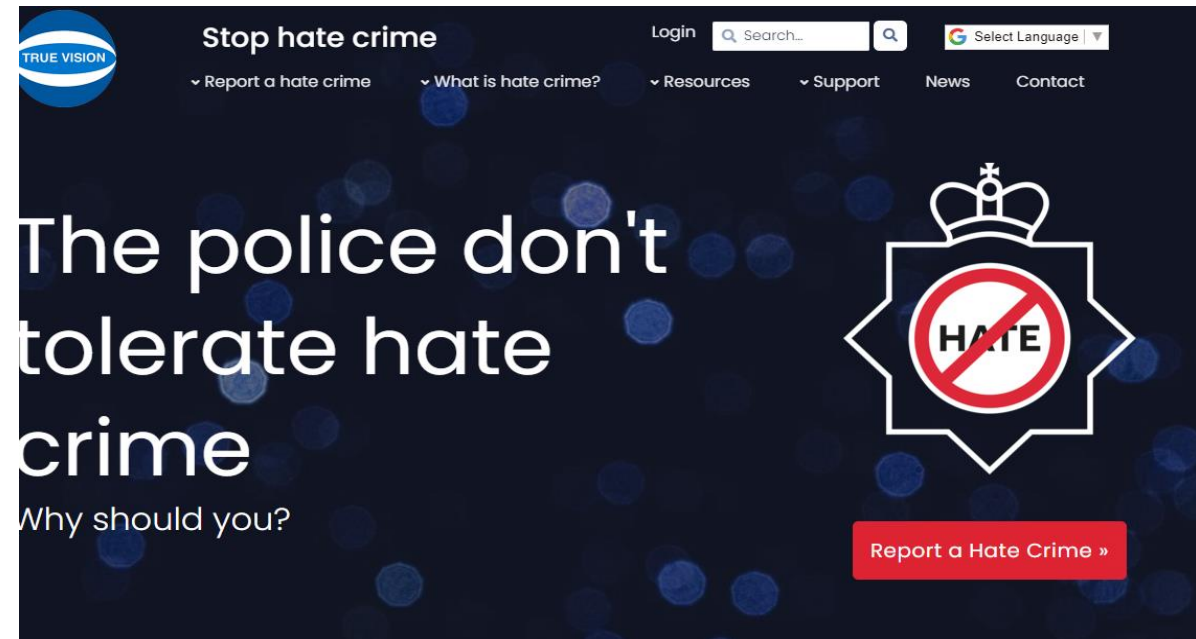 TRUE VISION
Stop hate crime
Login
Search...
Select Language
Report a hate crime
What is hate crime?
Resources
Support
News
Contact
The police don't
tolerate hate
crime
Why should you?
HATE
Report a Hate Crime »